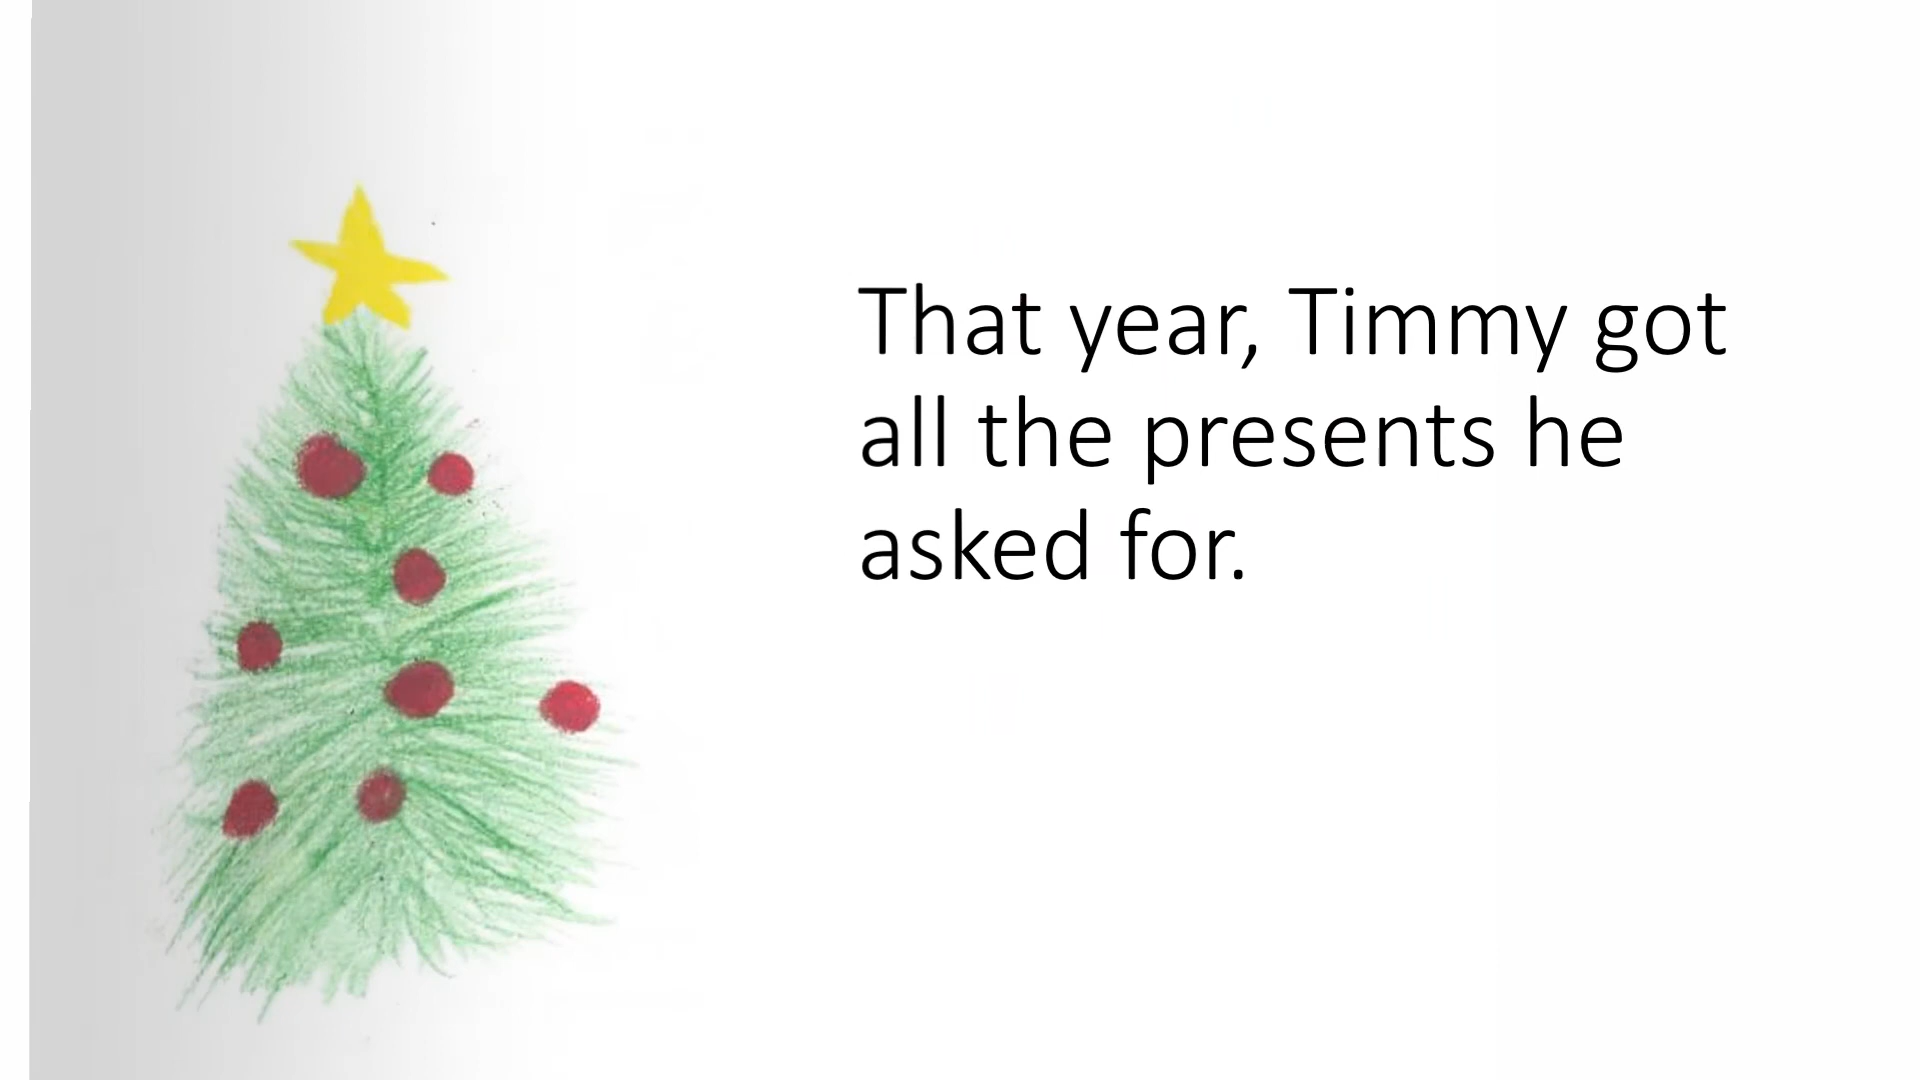 That year, Timmy got
all the presents he
asked for.